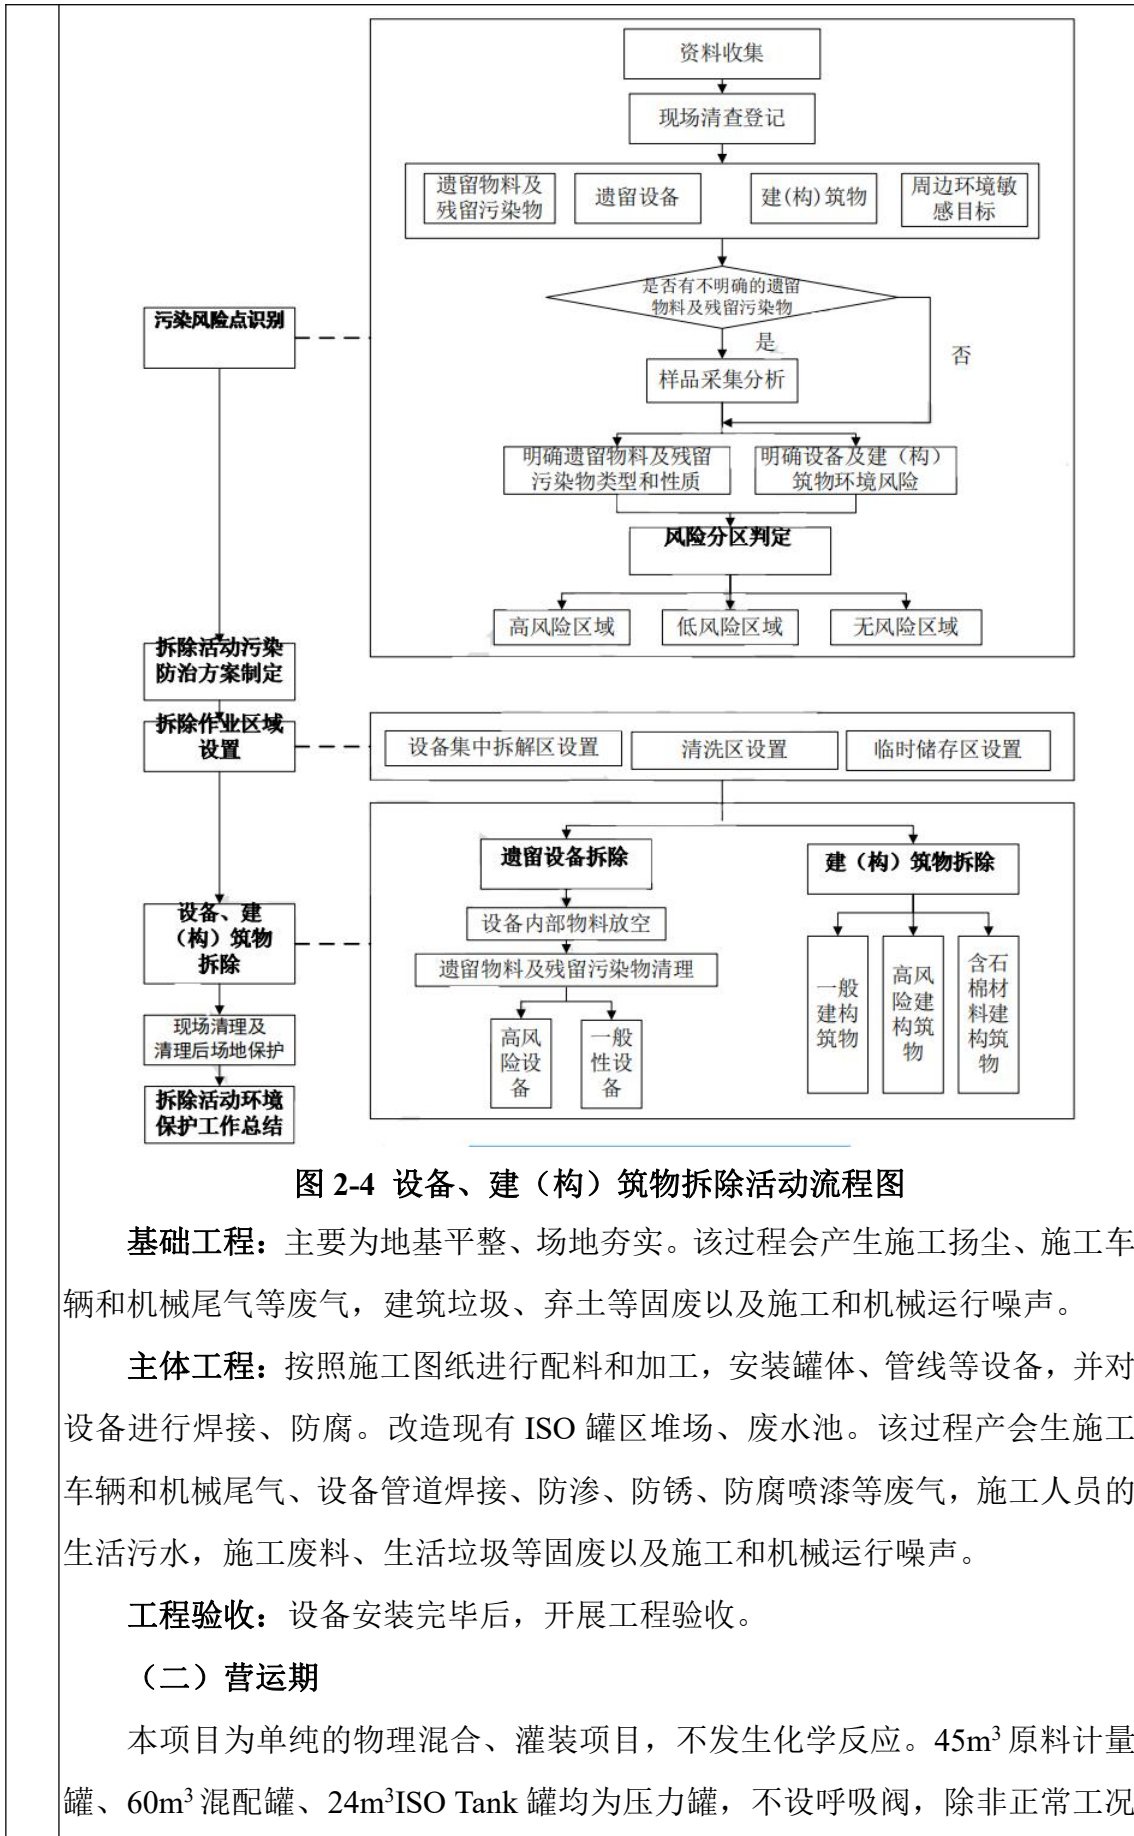 资料收集
现场清查登记
遗留物料及
残留污染物
遗留设备
建(构)筑物
周边环境敏
感目标
是否有不明确的遗留
物料及残留污染物
是
否
样品采集分析
明确遗留物料及残留
污染物类型和性质
明确设备及建（构）
筑物环境风险
风险分区判定
高风险区域
低风险区域
无风险区域
污染风险点识别
拆除活动污染
防治方案制定
拆除作业区域
设置
设备集中拆解区设置
清洗区设置
临时储存区设置
设备、建
（构）筑物
拆除
遗留设备拆除
设备内部物料放空
遗留物料及残留污染物清理
高风
险设
备
一般
性设
备
建（构）筑物拆除
一般
建构
筑物
高风
险建
构筑
物
含石
棉材
料建
构筑
物
现场清理及
清理后场地保护
拆除活动环境
保护工作总结
图 2-4 设备、建（构）筑物拆除活动流程图
基础工程：主要为地基平整、场地夯实。该过程会产生施工扬尘、施工车
辆和机械尾气等废气，建筑垃圾、弃土等固废以及施工和机械运行噪声。
主体工程：按照施工图纸进行配料和加工，安装罐体、管线等设备，并对
设备进行焊接、防腐。改造现有 ISO 罐区堆场、废水池。该过程产会生施工
车辆和机械尾气、设备管道焊接、防渗、防锈、防腐喷漆等废气，施工人员的
生活污水，施工废料、生活垃圾等固废以及施工和机械运行噪声。
工程验收：设备安装完毕后，开展工程验收。
（二）营运期
本项目为单纯的物理混合、灌装项目，不发生化学反应。45m³ 原料计量
罐、60m³ 混配罐、24m³ISO Tank 罐均为压力罐，不设呼吸阀，除非正常工况